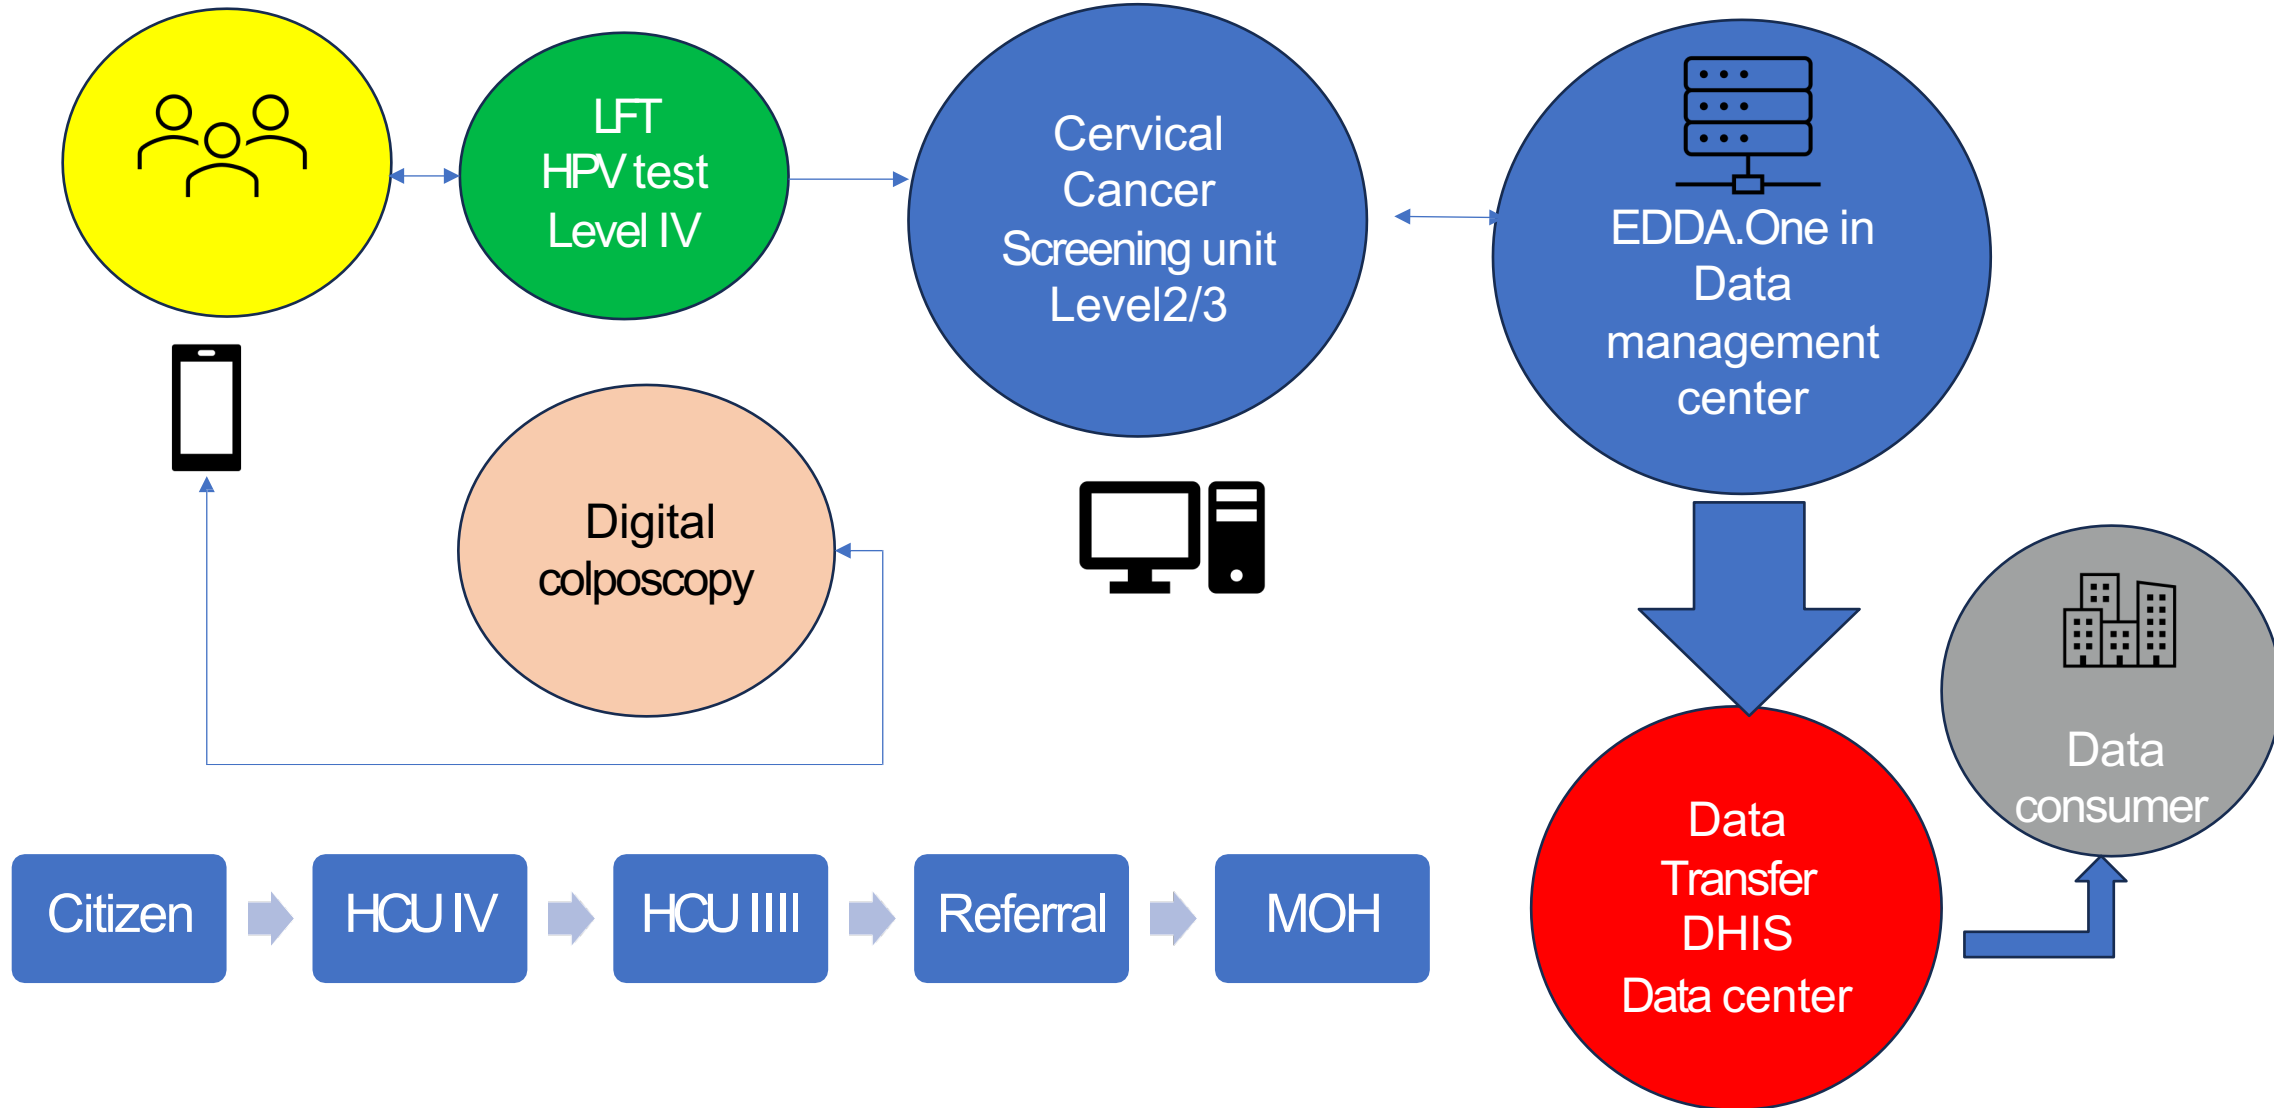 LFT
HPV test
Level IV
Cervical
Cancer
Screening unit
Level2/3
EDDA.One in
Data
management
center
Digital
colposcopy
Data
consumer
Data
Transfer
DHIS
Data center
Citizen
HCU IV
HCU IIII
Referral
MOH